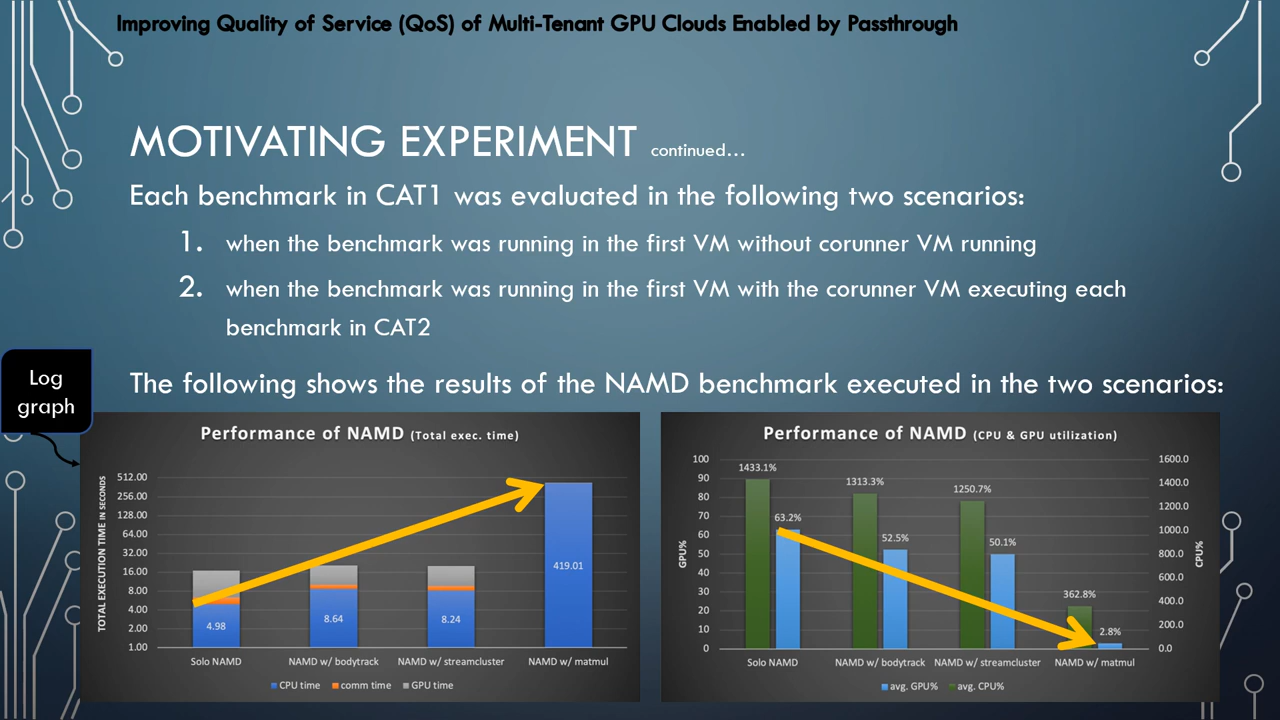 Improving Quality of Service (QoS) of Multi-Tenant GPU Clouds Enabled by Passthrough
MOTIVATING EXPERIMENT continued...
Each benchmark in CAT1 was evaluated in the following two scenarios:
1. when the benchmark was running in the first VM without corunner VM running
2. when the benchmark was running in the first VM with the corunner VM executing each
benchmark in CAT2
Log
graph
The following shows the results of the NAMD benchmark executed in the two scenarios:
Performance of NAMD (Total exec. time)
TOTAL EXECUTION TIME IN SECONDS
512.00
256.00
128.00
64.00
32.00
16.00
8.00
4.00
2.00
1.00
4.98
8.64
8.24
419.01
Solo NAMD
NAMD w/ bodytrack
NAMD w/ streamcluster
NAMD w/ matmul
CPU time
comm time
GPU time
Performance of NAMD (CPU & GPU utilization)
GPU%
100
90
80
70
60
50
40
30
20
10
0
1433.1%
63.2%
1313.3%
52.5%
1250.7%
50.1%
362.8%
2.8%
1600.0
1400.0
1200.0
1000.0
800.0
600.0
400.0
200.0
0.0
CPU%
Solo NAMD
NAMD w/ bodytrack
NAMD w/ streamcluster
NAMD w/ matmul
avg. GPU%
avg. CPU%